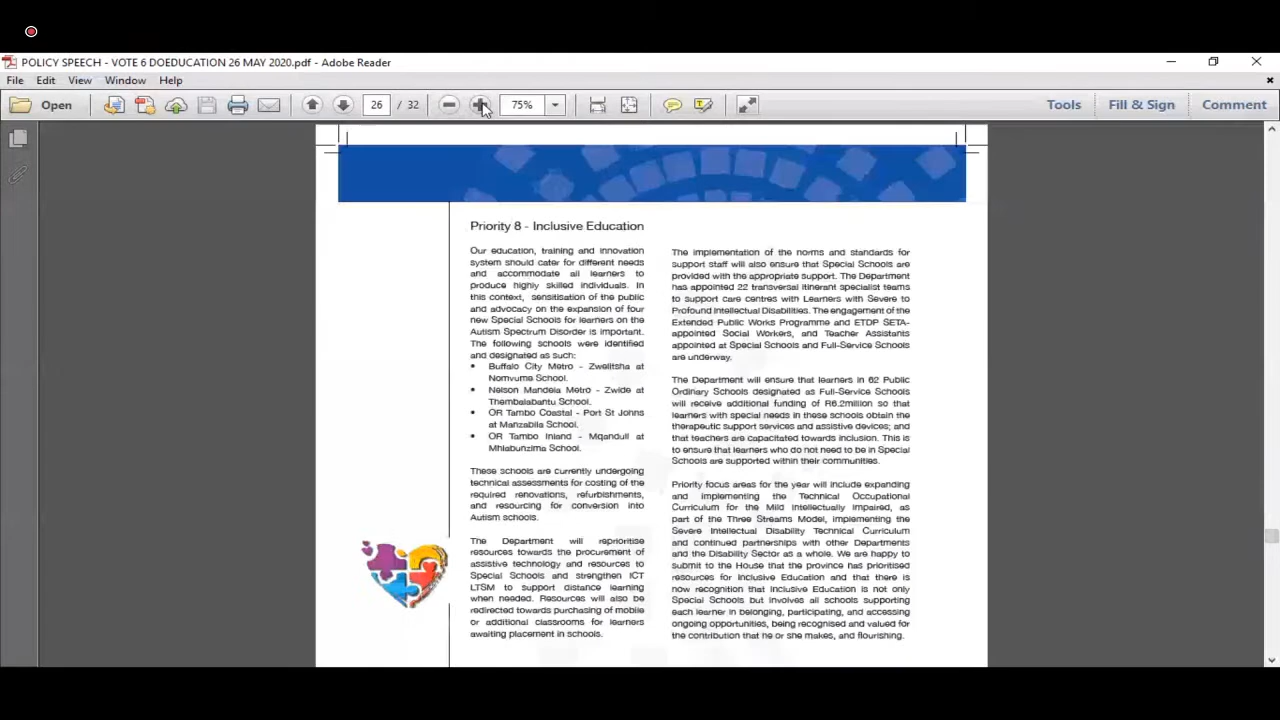 POLICY SPEECH - VOTE 6 DOEDUCATION 26 MAY 2020.pdf - Adobe Reader
File Edit View Window Help
Open 26 / 32 75% Tools Fill & Sign Comment
Priority 8 - Inclusive Education
Our education, training and innovation
system should cater for different needs
and accommodate all learners to
produce highly skilled individuals. In
this context, sensitisation of the public
and advocacy on the expansion of four
new Special Schools for learners on the
Autism Spectrum Disorder is important.
The following schools were identified
and designated as such:
• Buffalo City Metro - Zwelitsha at
Nomvume School.
• Nelson Mandela Metro - Zwide at
Thembalabantu School.
• OR Tambo Coastal - Port St Johns
at Manzabila School.
• OR Tambo Inland - Mqanduli at
Mhlabunzima School.
These schools are currently undergoing
technical assessments for costing of the
required renovations, refurbishments,
and resourcing for conversion into
Autism schools.
The Department will reprioritise
resources towards the procurement of
assistive technology and resources to
Special Schools and strengthen ICT
LTSM to support distance learning
when needed. Resources will also be
redirected towards purchasing of mobile
or additional classrooms for learners
awaiting placement in schools.
The implementation of the norms and standards for
support staff will also ensure that Special Schools are
provided with the appropriate support. The Department
has appointed 22 transversal itinerant specialist teams
to support care centres with Learners with Severe to
Profound Intellectual Disabilities. The engagement of the
Extended Public Works Programme and ETDP SETA-
appointed Social Workers, and Teacher Assistants
appointed at Special Schools and Full-Service Schools
are underway.
The Department will ensure that learners in 62 Public
Ordinary Schools designated as Full-Service Schools
will receive additional funding of R6.2million so that
learners with special needs in these schools obtain the
therapeutic support services and assistive devices; and
that teachers are capacitated towards inclusion. This is
to ensure that learners who do not need to be in Special
Schools are supported within their communities.
Priority focus areas for the year will include expanding
and implementing the Technical Occupational
Curriculum for the Mild Intellectually Impaired, as
part of the Three Streams Model, implementing the
Severe Intellectual Disability Technical Curriculum
and continued partnerships with other Departments
and the Disability Sector as a whole. We are happy to
submit to the House that the province has prioritised
resources for Inclusive Education and that there is
now recognition that Inclusive Education is not only
Special Schools but involves all schools supporting
each learner in belonging, participating, and accessing
ongoing opportunities, being recognised and valued for
the contribution that he or she makes, and flourishing.